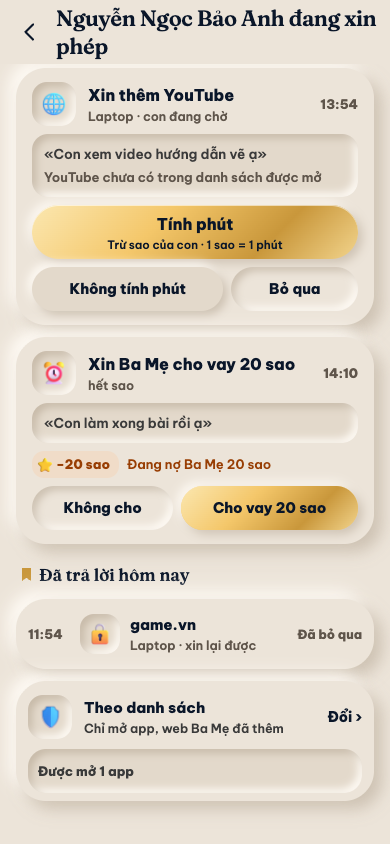 Nguyễn Ngọc Bảo Anh đang xin
phép
Xin thêm YouTube
Laptop · con đang chờ
13:54
«Con xem video hướng dẫn vẽ ạ»
YouTube chưa có trong danh sách được mở
Tính phút
Trừ sao của con · 1 sao = 1 phút
Không tính phút
Bỏ qua
Xin Ba Mẹ cho vay 20 sao
hết sao
14:10
«Con làm xong bài rồi ạ»
−20 sao
Đang nợ Ba Mẹ 20 sao
Không cho
Cho vay 20 sao
Đã trả lời hôm nay
11:54
game.vn
Laptop · xin lại được
Đã bỏ qua
Theo danh sách
Chỉ mở app, web Ba Mẹ đã thêm
Đổi ›
Được mở 1 app